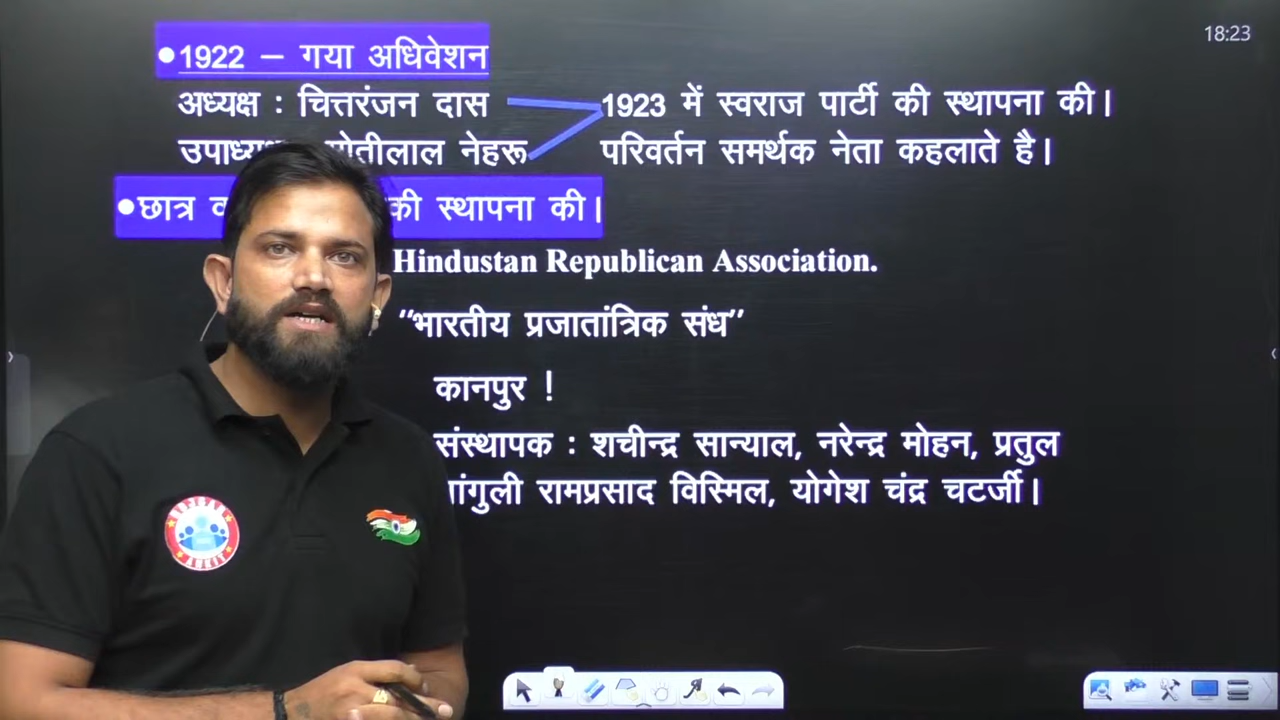 18:23
●1922 – गया अधिवेशन
अध्यक्ष : चित्तरंजन दास 1923 में स्वराज पार्टी की स्थापना की।
मोतीलाल नेहरू परिवर्तन समर्थक नेता कहलाते है।
●छात्र की स्थापना की।
Hindustan Republican Association.
“भारतीय प्रजातांत्रिक संध”
कानपुर !
संस्थापक : शचीन्द्र सान्याल, नरेन्द्र मोहन, प्रतुल
गांगुली रामप्रसाद विस्मिल, योगेश चंद्र चटर्जी।